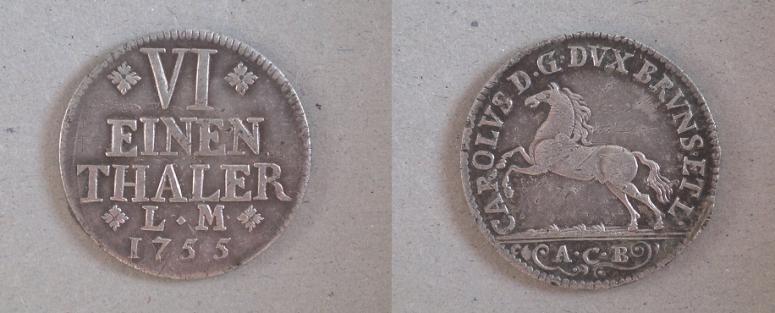 VI
EINEN
THALER
L·M
1755
CAROLVS D.G.DVX BRVNS.ET L.
A·C·B